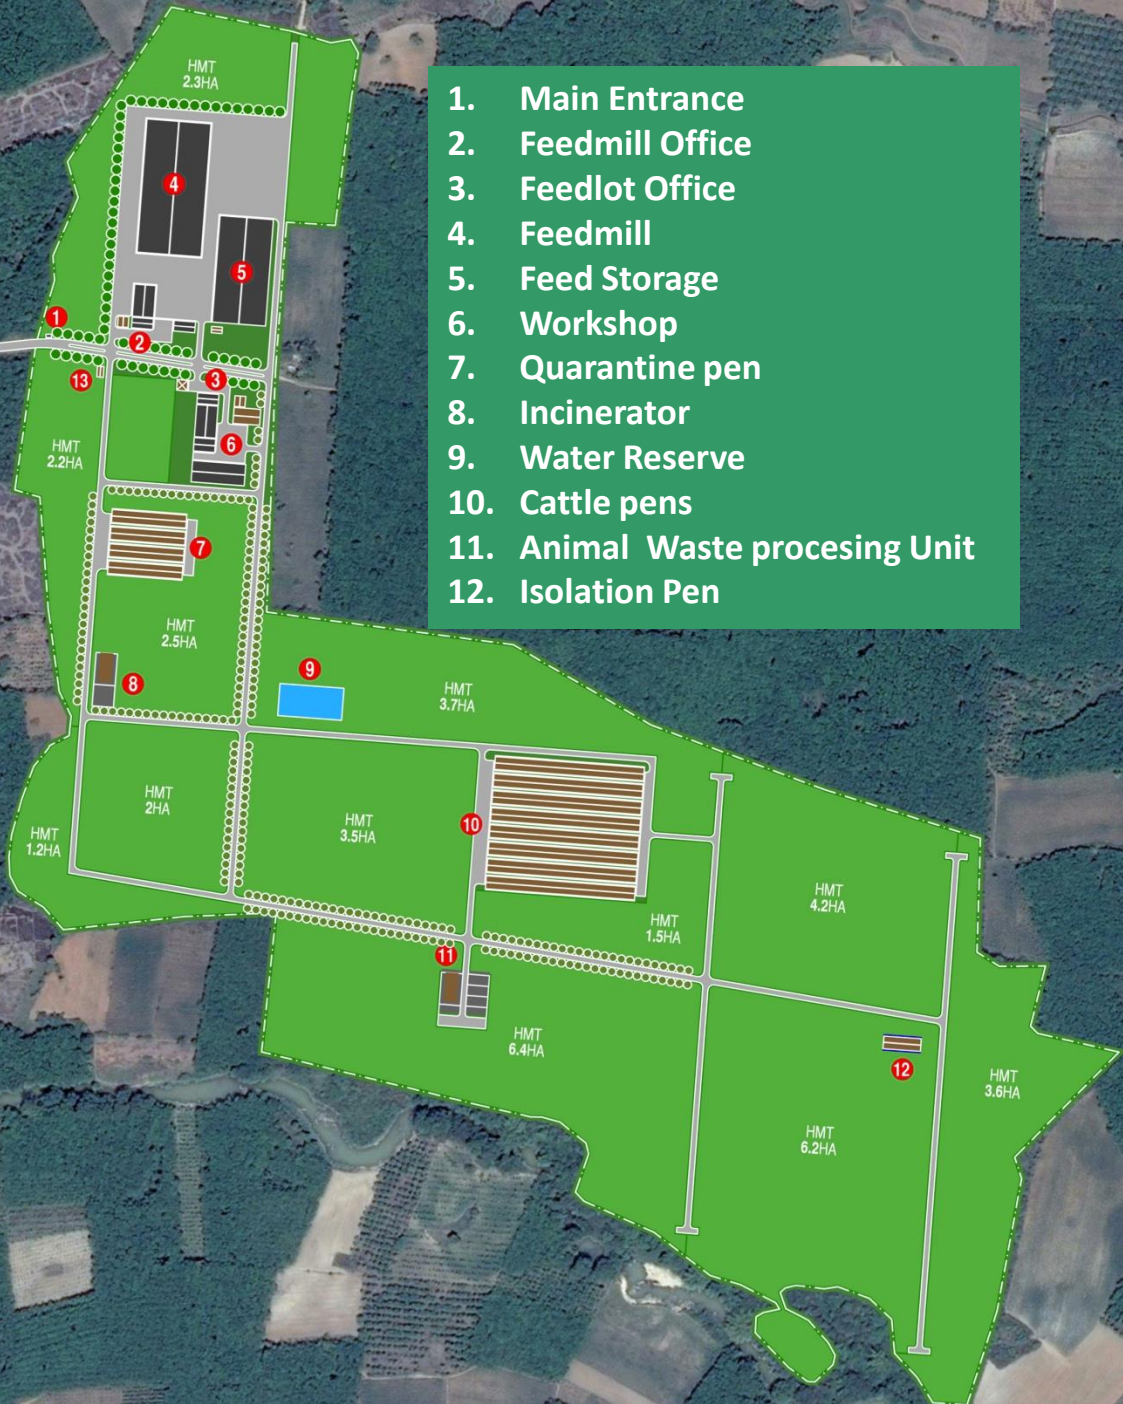 1. Main Entrance
2. Feedmill Office
3. Feedlot Office
4. Feedmill
5. Feed Storage
6. Workshop
7. Quarantine pen
8. Incinerator
9. Water Reserve
10. Cattle pens
11. Animal Waste procesing Unit
12. Isolation Pen
HMT
2.3HA
4
5
1
2
13
3
6
HMT
2.2HA
7
HMT
2.5HA
8
9
HMT
3.7HA
HMT
2HA
HMT
1.2HA
HMT
3.5HA
10
HMT
4.2HA
HMT
1.5HA
11
HMT
6.4HA
12
HMT
3.6HA
HMT
6.2HA